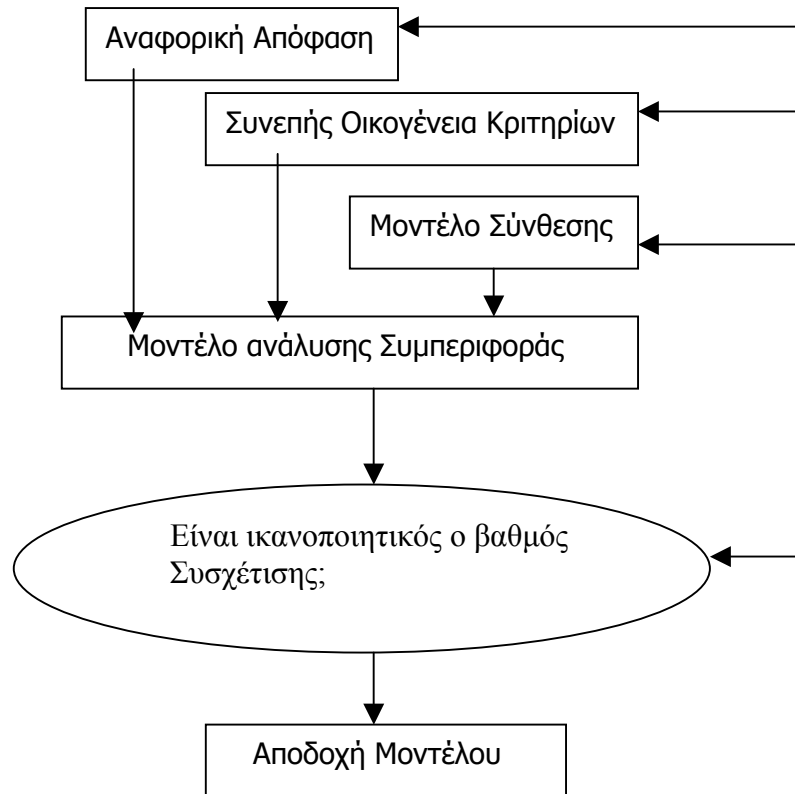 Αναφορική Απόφαση
Συνεπής Οικογένεια Κριτηρίων
Μοντέλο Σύνθεσης
Μοντέλο ανάλυσης Συμπεριφοράς
Είναι ικανοποιητικός ο βαθμός
Συσχέτισης;
Αποδοχή Μοντέλου